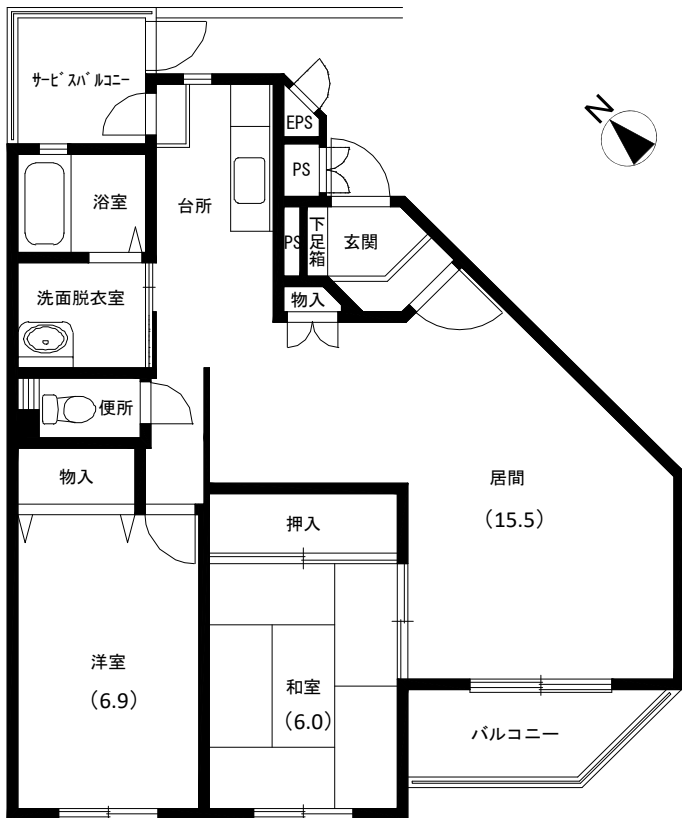 サービスバルコニー
N
EPS
PS
浴室
台所
PS
下足箱
玄関
洗面脱衣室
物入
便所
物入
居間
(15.5)
押入
洋室
(6.9)
和室
(6.0)
バルコニー